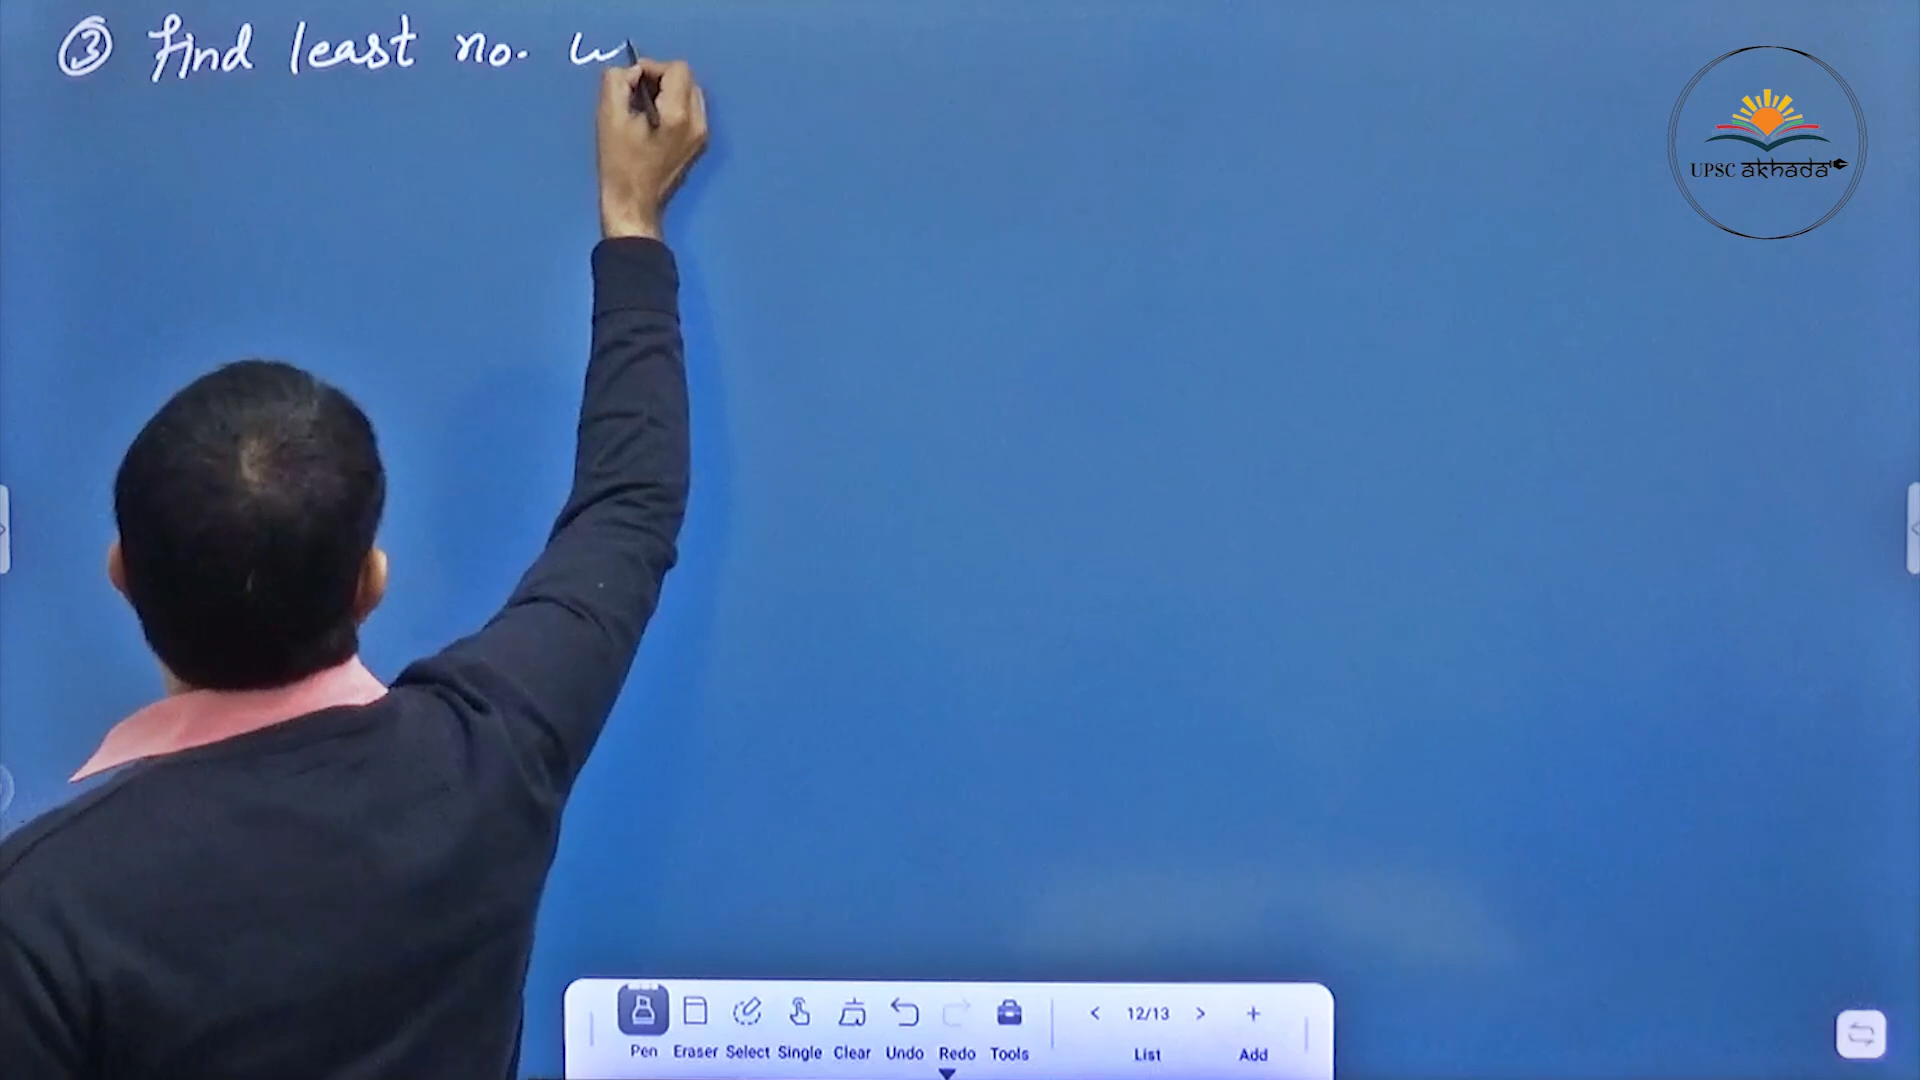 ③ Find least no. w
UPSC akhada
Pen Eraser Select Single Clear Undo Redo Tools < 12/13 > +
List Add